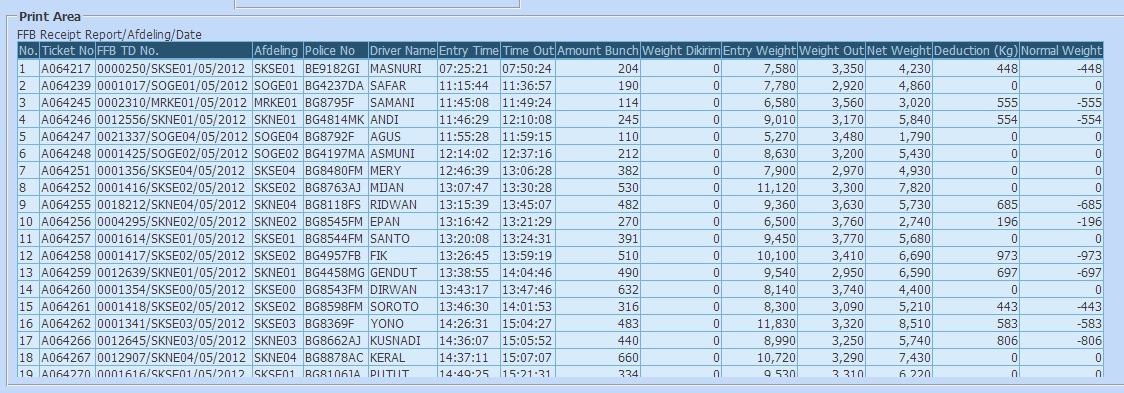 Print Area
FFB Receipt Report/Afdeling/Date
No. Ticket No FFB TD No. Afdeling Police No Driver Name Entry Time Time Out Amount Bunch Weight Dikirim Entry Weight Weight Out Net Weight Deduction (Kg) Normal Weight
1 A064217 0000250/SKSE01/05/2012 SKSE01 BE9182GI MASNURI 07:25:21 07:50:24 204 0 7,580 3,350 4,230 448 -448
2 A064239 0001017/SOGE01/05/2012 SOGE01 BG4237DA SAFAR 11:15:44 11:36:57 190 0 7,780 2,920 4,860 0 0
3 A064245 0002310/MRKE01/05/2012 MRKE01 BG8795F SAMANI 11:45:08 11:49:24 114 0 6,580 3,560 3,020 555 -555
4 A064246 0012556/SKNE01/05/2012 SKNE01 BG4814MK ANDI 11:46:29 12:10:08 245 0 9,010 3,170 5,840 554 -554
5 A064247 0021337/SOGE04/05/2012 SOGE04 BG8792F AGUS 11:55:28 11:59:15 110 0 5,270 3,480 1,790 0 0
6 A064248 0001425/SOGE02/05/2012 SOGE02 BG4197MA ASMUNI 12:14:02 12:37:16 212 0 8,630 3,200 5,430 0 0
7 A064251 0001356/SKSE04/05/2012 SKSE04 BG8480FM MERY 12:46:39 13:06:28 382 0 7,900 2,970 4,930 0 0
8 A064252 0001416/SKSE02/05/2012 SKSE02 BG8763AJ MIJAN 13:07:47 13:30:28 530 0 11,120 3,300 7,820 0 0
9 A064255 0018212/SKNE04/05/2012 SKNE04 BG8118FS RIDWAN 13:15:39 13:45:07 482 0 9,360 3,630 5,730 685 -685
10 A064256 0004295/SKNE02/05/2012 SKNE02 BG8545FM EPAN 13:16:42 13:21:29 270 0 6,500 3,760 2,740 196 -196
11 A064257 0001614/SKSE01/05/2012 SKSE01 BG8544FM SANTO 13:20:08 13:24:31 391 0 9,450 3,770 5,680 0 0
12 A064258 0001417/SKSE02/05/2012 SKSE02 BG4957FB FIK 13:26:45 13:59:19 510 0 10,100 3,410 6,690 973 -973
13 A064259 0012639/SKNE01/05/2012 SKNE01 BG4458MG GENDUT 13:38:55 14:04:46 490 0 9,540 2,950 6,590 697 -697
14 A064260 0001354/SKSE00/05/2012 SKSE00 BG8543FM DIRWAN 13:43:17 13:47:46 632 0 8,140 3,740 4,400 0 0
15 A064261 0001418/SKSE02/05/2012 SKSE02 BG8598FM SOROTO 13:46:30 14:01:53 316 0 8,300 3,090 5,210 443 -443
16 A064262 0001341/SKSE03/05/2012 SKSE03 BG8369F YONO 14:26:31 15:04:27 483 0 11,830 3,320 8,510 583 -583
17 A064266 0012645/SKNE03/05/2012 SKNE03 BG8662AJ KUSNADI 14:36:07 15:05:52 440 0 8,990 3,250 5,740 806 -806
18 A064267 0012907/SKNE04/05/2012 SKNE04 BG8878AC KERAL 14:37:11 15:07:07 660 0 10,720 3,290 7,430 0 0
19 A064270 0001616/SKSE01/05/2012 SKSE01 BG8106JA PUTUT 14:49:25 15:21:31 334 0 9,530 3,310 6,220 0 0